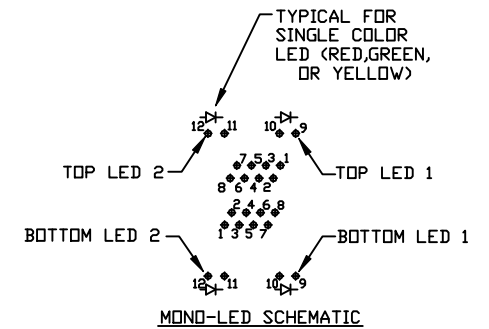 TYPICAL FOR
SINGLE COLOR
LED (RED,GREEN,
OR YELLOW)
12 11 10 9
7 5 3 1
TOP LED 2
TOP LED 1
8 6 4 2
2 4 6 8
1 3 5 7
BOTTOM LED 2
BOTTOM LED 1
12 11 10 9
MONO-LED SCHEMATIC